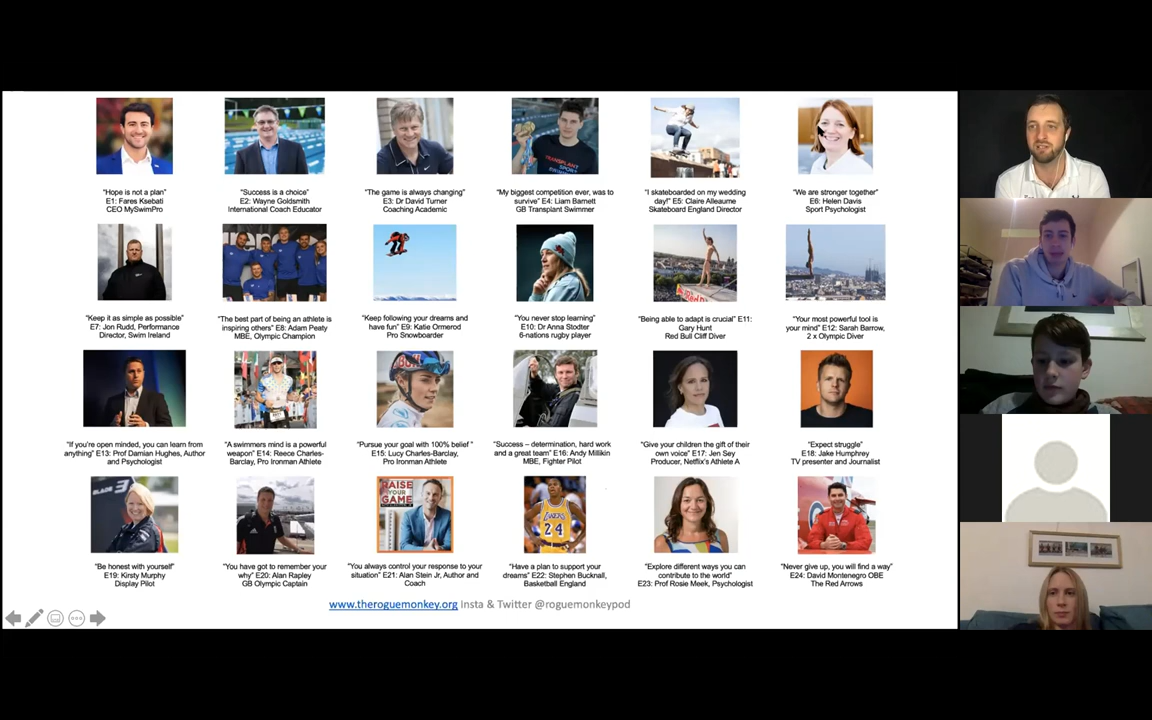 "Hope is not a plan"
E1: Fares Ksebati
CEO MySwimPro
"Success is a choice"
E2: Wayne Goldsmith
International Coach Educator
"The game is always changing"
E3: Dr David Turner
Coaching Academic
"My biggest competition ever, was to
survive" E4: Liam Barnett
GB Transplant Swimmer
"I skateboarded on my wedding
day!" E5: Claire Alleaume
Skateboard England Director
"We are stronger together"
E6: Helen Davis
Sport Psychologist
"Keep it as simple as possible"
E7: Jon Rudd, Performance
Director, Swim Ireland
"The best part of being an athlete is
inspiring others" E8: Adam Peaty
MBE, Olympic Champion
"Keep following your dreams and
have fun" E9: Katie Ormerod
Pro Snowboarder
"You never stop learning"
E10: Dr Anna Stodter
6-nations rugby player
"Being able to adapt is crucial" E11:
Gary Hunt
Red Bull Cliff Diver
"Your most powerful tool is
your mind" E12: Sarah Barrow,
2 x Olympic Diver
"If you're open minded, you can learn from
anything" E13: Prof Damian Hughes, Author
and Psychologist
"A swimmers mind is a powerful
weapon" E14: Reece Charles-
Barclay, Pro Ironman Athlete
"Pursue your goal with 100% belief "
E15: Lucy Charles-Barclay,
Pro Ironman Athlete
"Success – determination, hard work
and a great team" E16: Andy Millikin
MBE, Fighter Pilot
"Give your children the gift of their
own voice" E17: Jen Sey
Producer, Netflix's Athlete A
"Expect struggle"
E18: Jake Humphrey
TV presenter and Journalist
RAISE
YOUR
GAME
LAKERS
24
"Be honest with yourself"
E19: Kirsty Murphy
Display Pilot
"You have got to remember your
why" E20: Alan Rapley
GB Olympic Captain
"You always control your response to your
situation" E21: Alan Stein Jr, Author and
Coach
"Have a plan to support your
dreams" E22: Stephen Bucknall,
Basketball England
"Explore different ways you can
contribute to the world"
E23: Prof Rosie Meek, Psychologist
"Never give up, you will find a way"
E24: David Montenegro OBE
The Red Arrows
www.theroguemonkey.org Insta & Twitter @roguemonkeypod